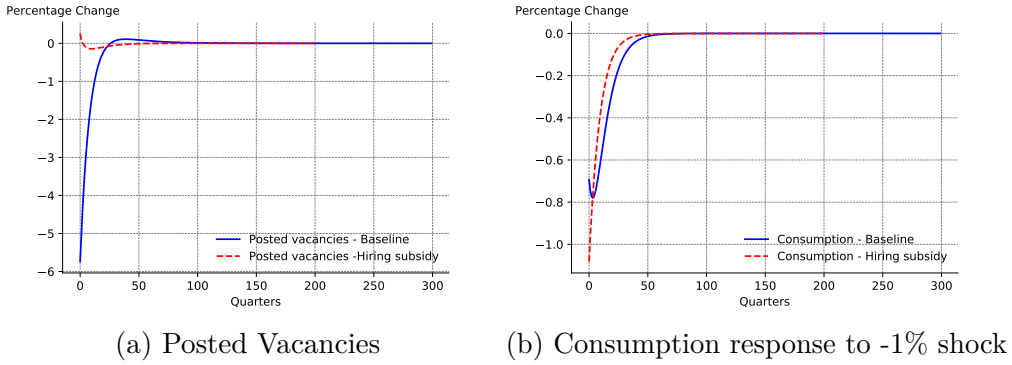 Percentage Change
0
−1
−2
−3
−4
−5
−6
Posted vacancies - Baseline
Posted vacancies -Hiring subsidy
0 50 100 150 200 250 300
Quarters
(a) Posted Vacancies
Percentage Change
0.0
−0.2
−0.4
−0.6
−0.8
−1.0
Consumption - Baseline
Consumption - Hiring subsidy
0 50 100 150 200 250 300
Quarters
(b) Consumption response to -1% shock